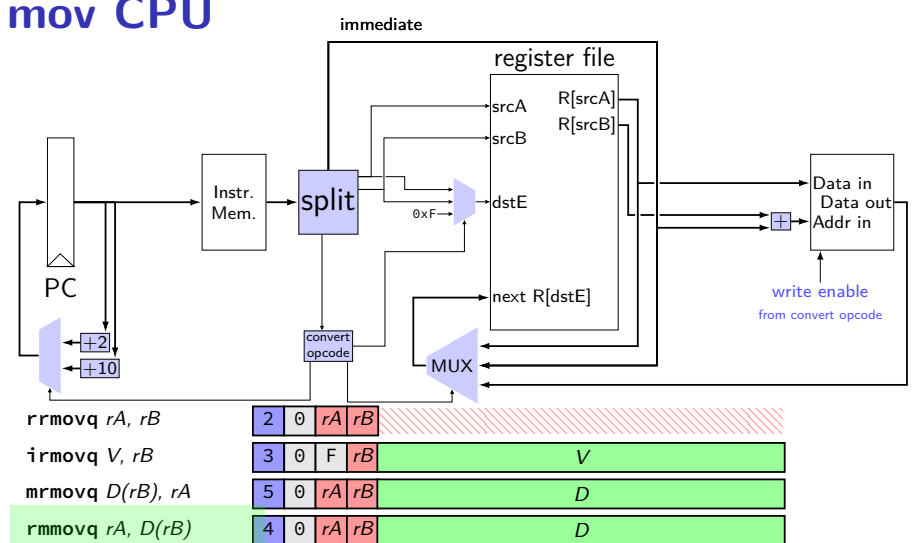 mov CPU
immediate
register file
srcA
R[srcA]
R[srcB]
srcB
Instr.
Mem.
split
dstE
0xF
Data in
Data out
Addr in
+
PC
next R[dstE]
write enable
from convert opcode
+2
+10
convert
opcode
MUX
rrmovq rA, rB 2 0 rA rB
irmovq V, rB 3 0 F rB V
mrmovq D(rB), rA 5 0 rA rB D
rmmovq rA, D(rB) 4 0 rA rB D